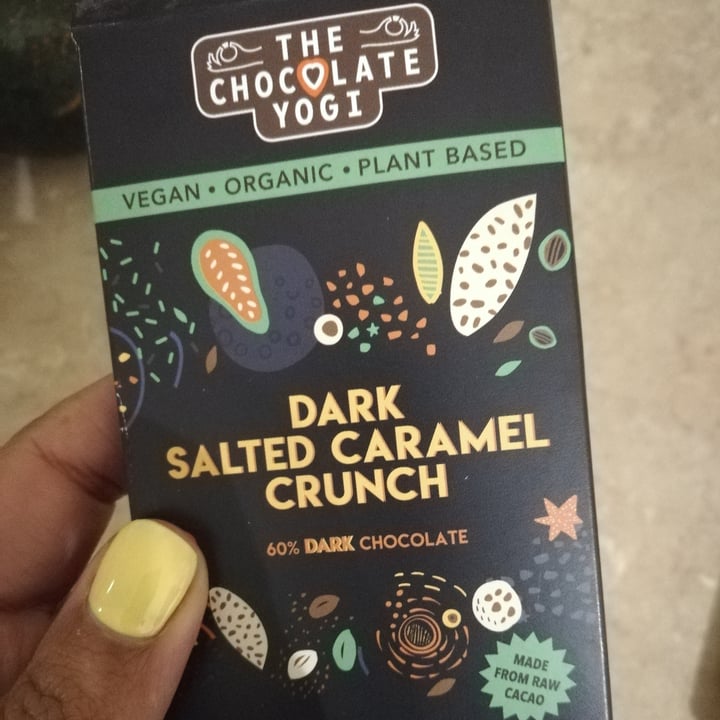 THE
CHOCOLATE
YOGI
VEGAN • ORGANIC • PLANT BASED
DARK
SALTED CARAMEL
CRUNCH
60% DARK CHOCOLATE
MADE
FROM RAW
CACAO